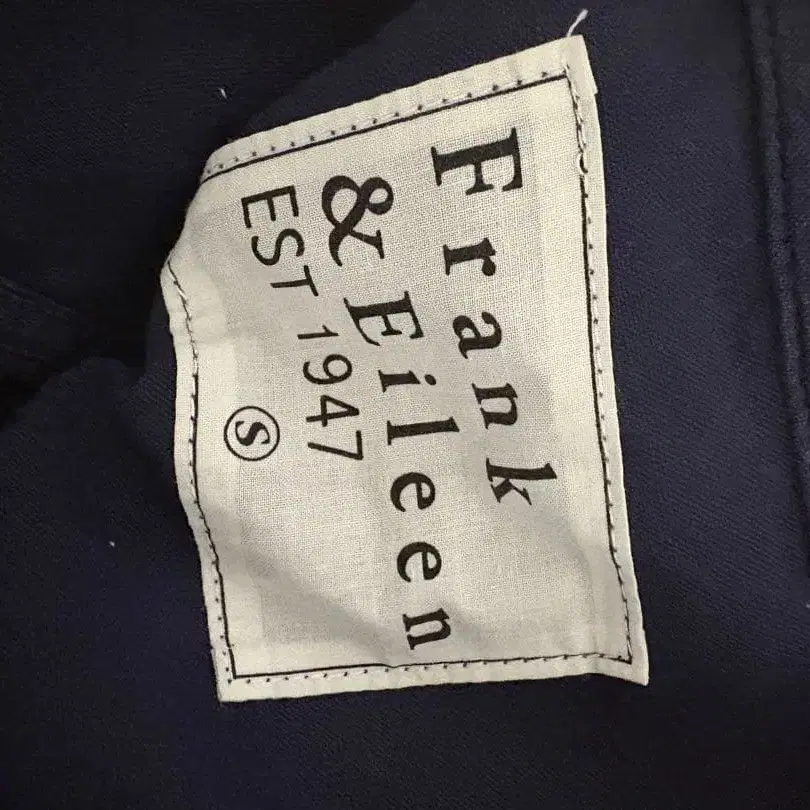 Frank
& Eileen
EST 1947
S